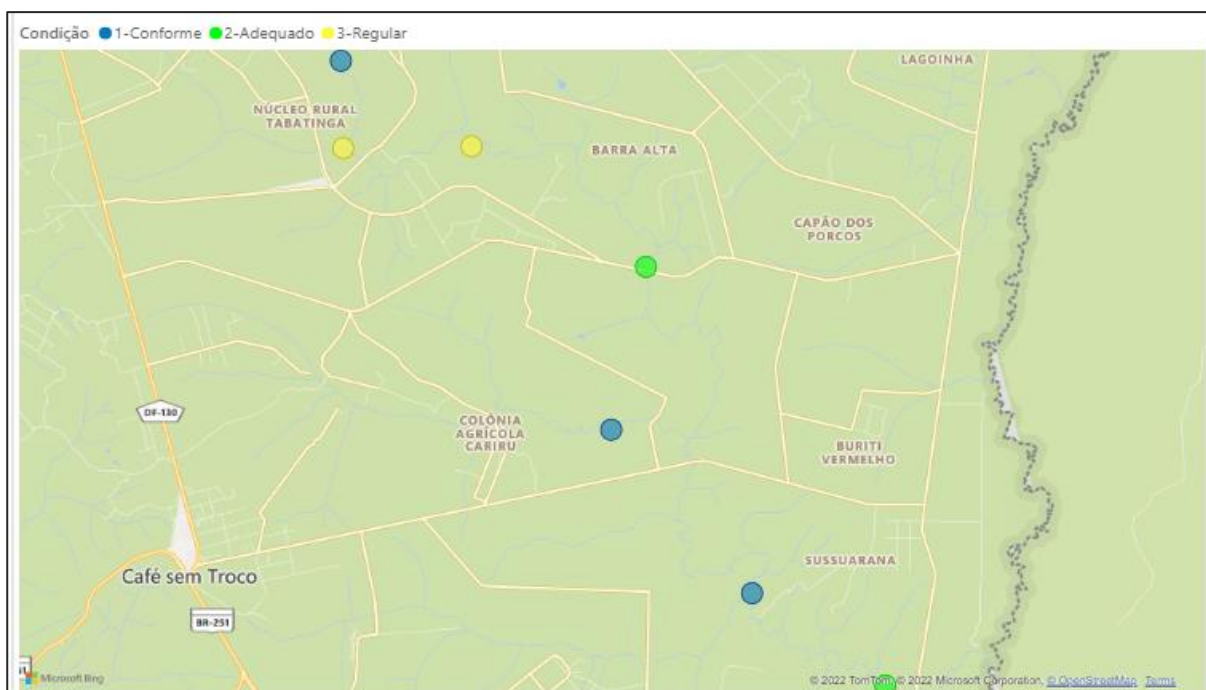 Condição 1-Conforme 2-Adequado 3-Regular
LAGOINHA
NÚCLEO RURAL
TABATINGA
BARRA ALTA
CAPÃO DOS
PORCOS
DF-130
COLÔNIA
AGRÍCOLA
CARIRU
BURITI
VERMELHO
SUSSUARANA
Café sem Troco
BR-251
Microsoft Bing
© 2022 TomTom, © 2022 Microsoft Corporation, © OpenStreetMap Terms